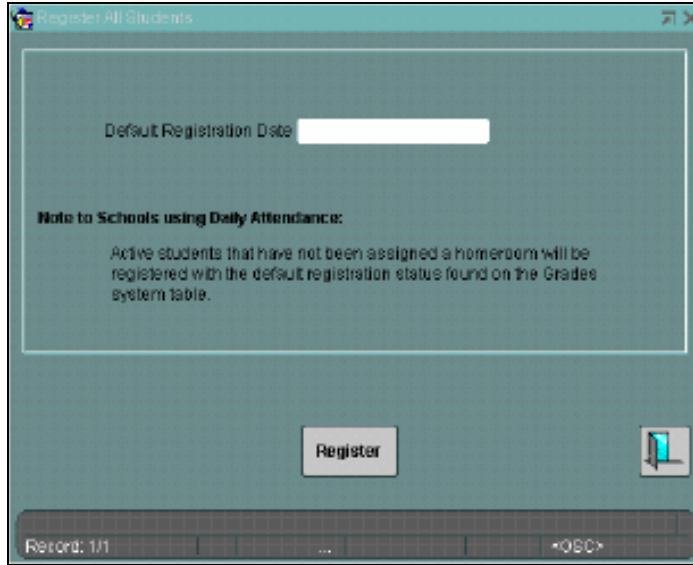 Register All Students
Default Registration Date
Note to Schools using Daily Attendance:
Active students that have not been assigned a homeroom will be
registered with the default registration status found on the Grades
system table.
Register
Record: 1/1
...
<OSC>